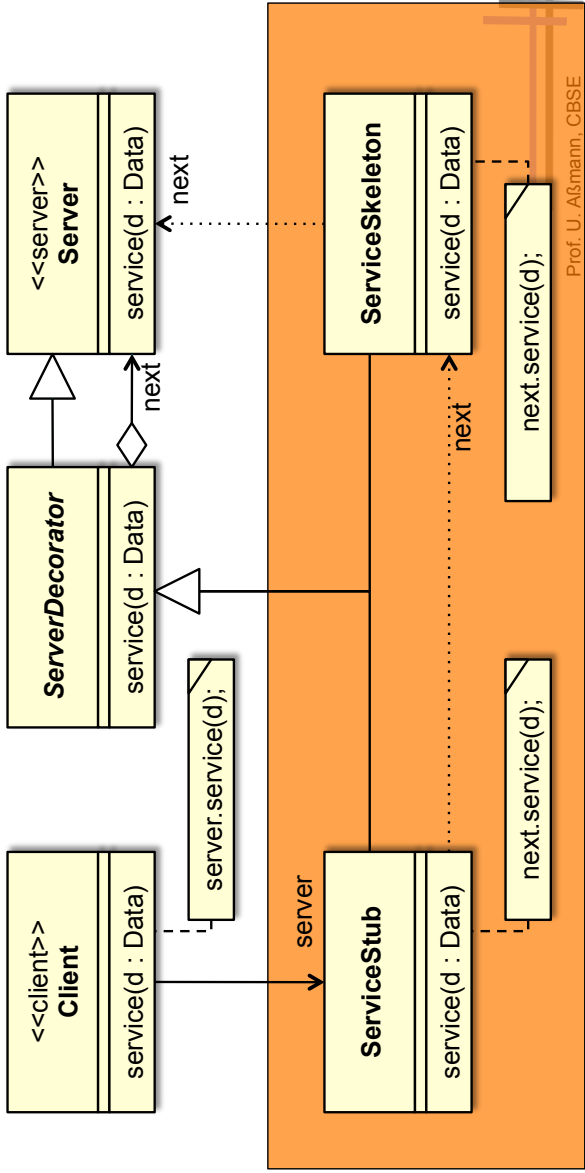 <<client>>
Client
service(d : Data)
server.service(d);
ServerDecorator
service(d : Data)
next
<<server>>
Server
service(d : Data)
next
server
ServiceStub
service(d : Data)
next.service(d);
next
ServiceSkeleton
service(d : Data)
next.service(d);
Prof. U. Aßmann, CBSE